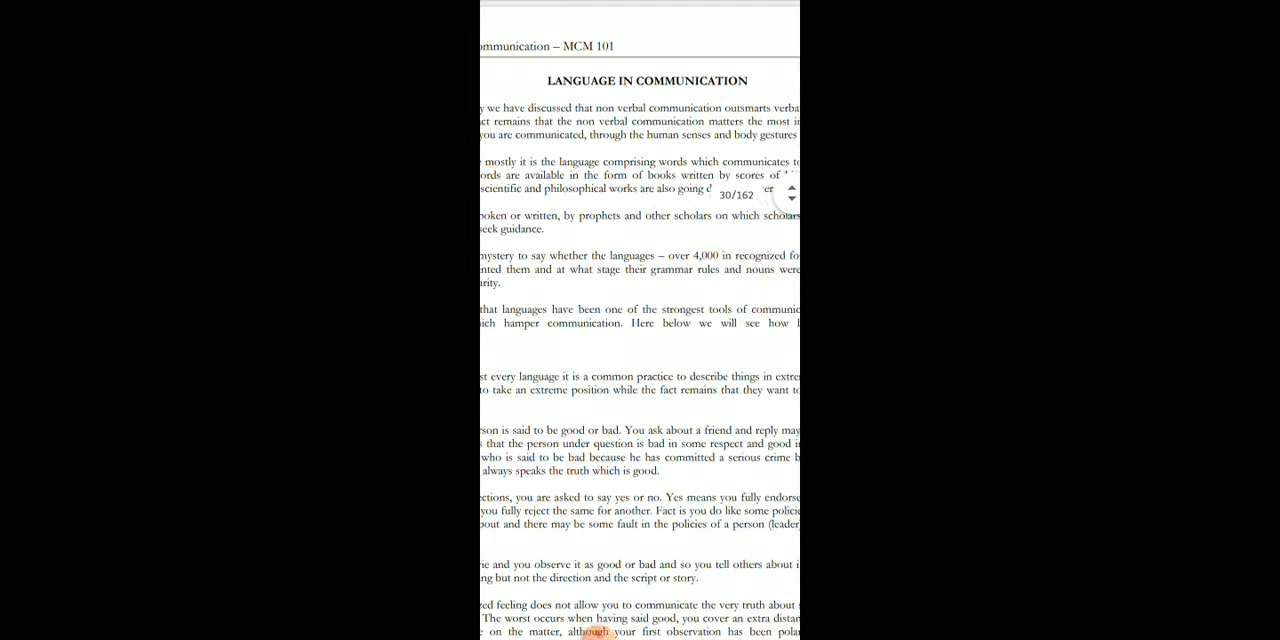 ommunication – MCM 101
LANGUAGE IN COMMUNICATION
y we have discussed that non verbal communication outsmarts verba
ct remains that the non verbal communication matters the most i
you are communicated, through the human senses and body gestures
mostly it is the language comprising words which communicates to
ords are available in the form of books written by scores of
scientific and philosophical works are also going
30/162
poken or written, by prophets and other scholars on which scholars
seek guidance.
mystery to say whether the languages – over 4,000 in recognized fo
nted them and at what stage their grammar rules and nouns were
urity.
that languages have been one of the strongest tools of communic
ich hamper communication. Here below we will see how
st every language it is a common practice to describe things in extre
to take an extreme position while the fact remains that they want to
rson is said to be good or bad. You ask about a friend and reply may
that the person under question is bad in some respect and good i
who is said to be bad because he has committed a serious crime b
always speaks the truth which is good.
ctions, you are asked to say yes or no. Yes means you fully endorse
you fully reject the same for another. Fact is you do like some polici
bout and there may be some fault in the policies of a person (leader
ie and you observe it as good or bad and so you tell others about i
ng but not the direction and the script or story.
zed feeling does not allow you to communicate the very truth about
The worst occurs when having said good, you cover an extra distan
on the matter, although your first observation has been pola